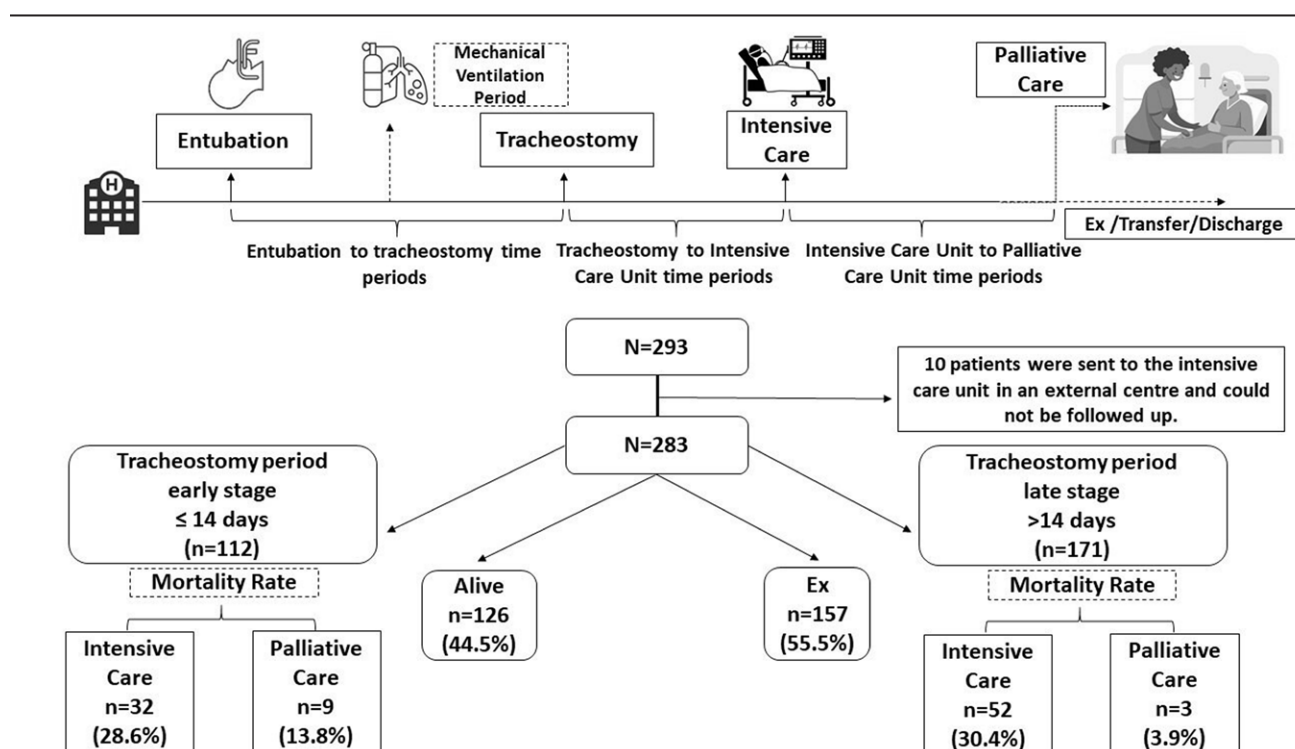 Mechanical
Ventilation
Period
Palliative
Care
Entubation
Tracheostomy
Intensive
Care
H
Ex /Transfer/Discharge
Entubation to tracheostomy time
periods
Tracheostomy to Intensive
Care Unit time periods
Intensive Care Unit to Palliative
Care Unit time periods
N=293
10 patients were sent to the intensive
care unit in an external centre and could
not be followed up.
N=283
Tracheostomy period
early stage
≤ 14 days
(n=112)
Mortality Rate
Intensive
Care
n=32
(28.6%)
Palliative
Care
n=9
(13.8%)
Alive
n=126
(44.5%)
Ex
n=157
(55.5%)
Tracheostomy period
late stage
>14 days
(n=171)
Mortality Rate
Intensive
Care
n=52
(30.4%)
Palliative
Care
n=3
(3.9%)